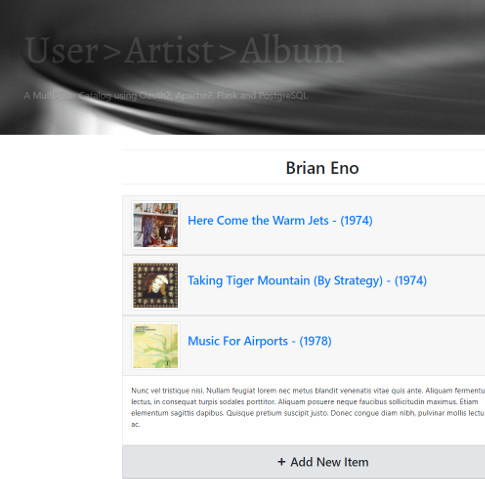 User>Artist>Album
A Multi-User Catalog using Oauth2, Apache2, Flask and PostgreSQL
Brian Eno
Here Come the Warm Jets - (1974)
Taking Tiger Mountain (By Strategy) - (1974)
Music For Airports - (1978)
Nunc vel tristique nisi. Nullam feugiat lorem nec metus blandit venenatis vitae quis ante. Aliquam fermentu
lectus, in consequat turpis sodales porttitor. Aliquam posuere neque faucibus sollicitudin maximus. Etiam
elementum sagittis dapibus. Quisque pretium suscipit justo. Donec congue diam nibh, pulvinar mollis lectu
ac.
+ Add New Item